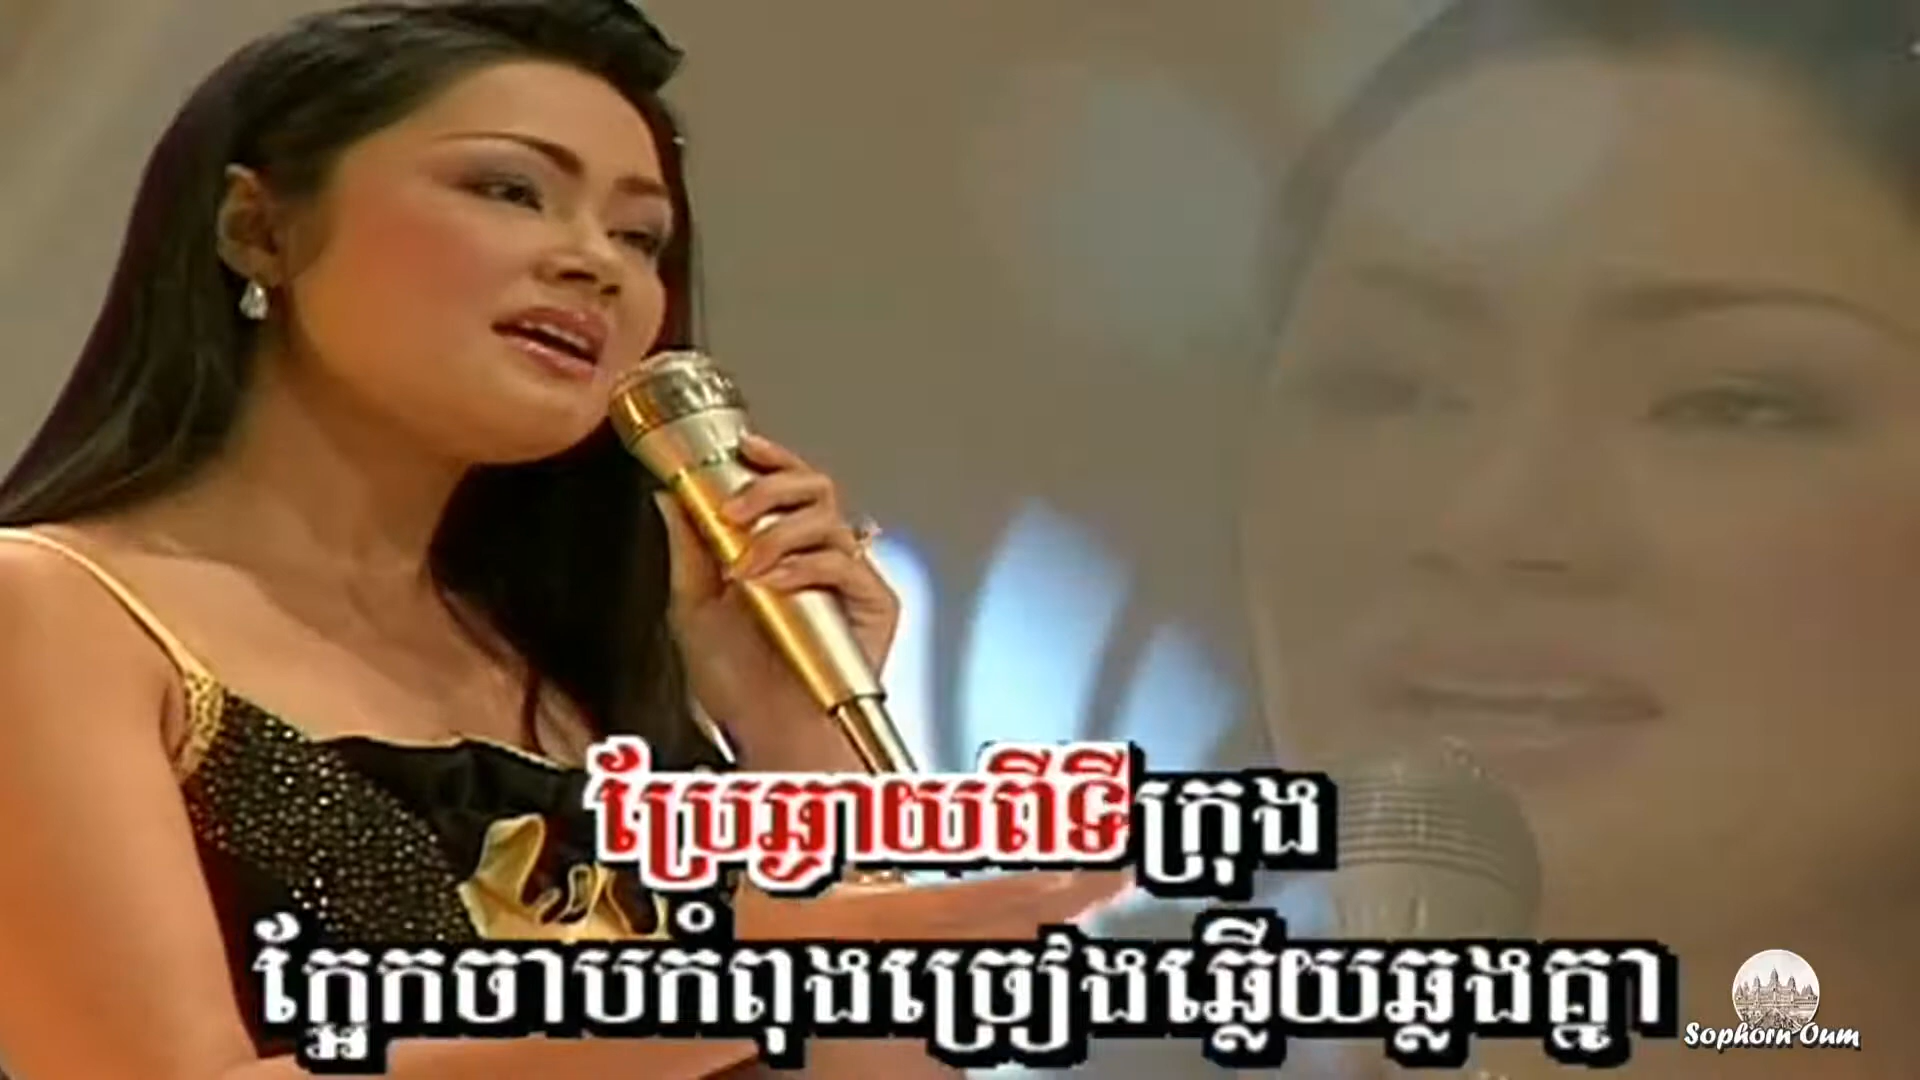 ប្រែឆ្ងាយពីទីក្រុង
ក្អែកចាបកំពុងច្រៀងឆ្លើយឆ្លងគ្នា
Sophorn Oum